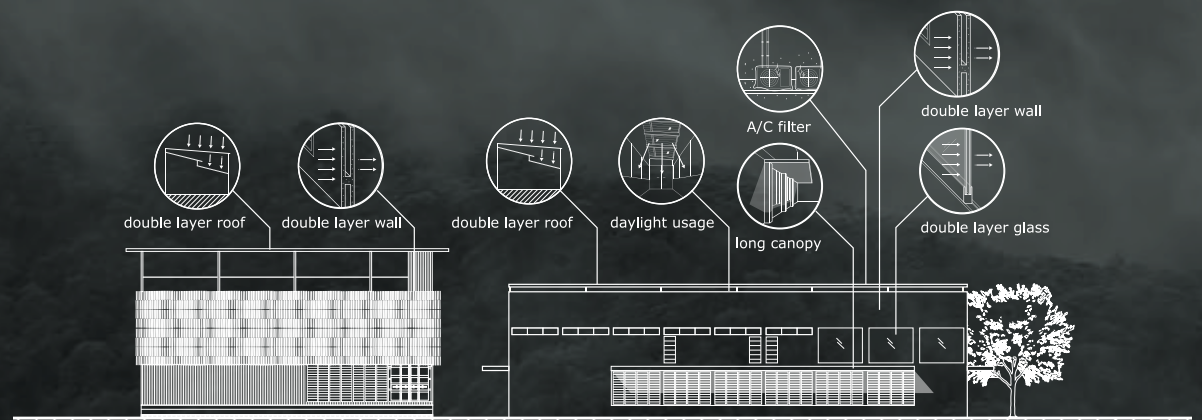 A/C filter
double layer wall
double layer roof
double layer wall
double layer roof
daylight usage
long canopy
double layer glass